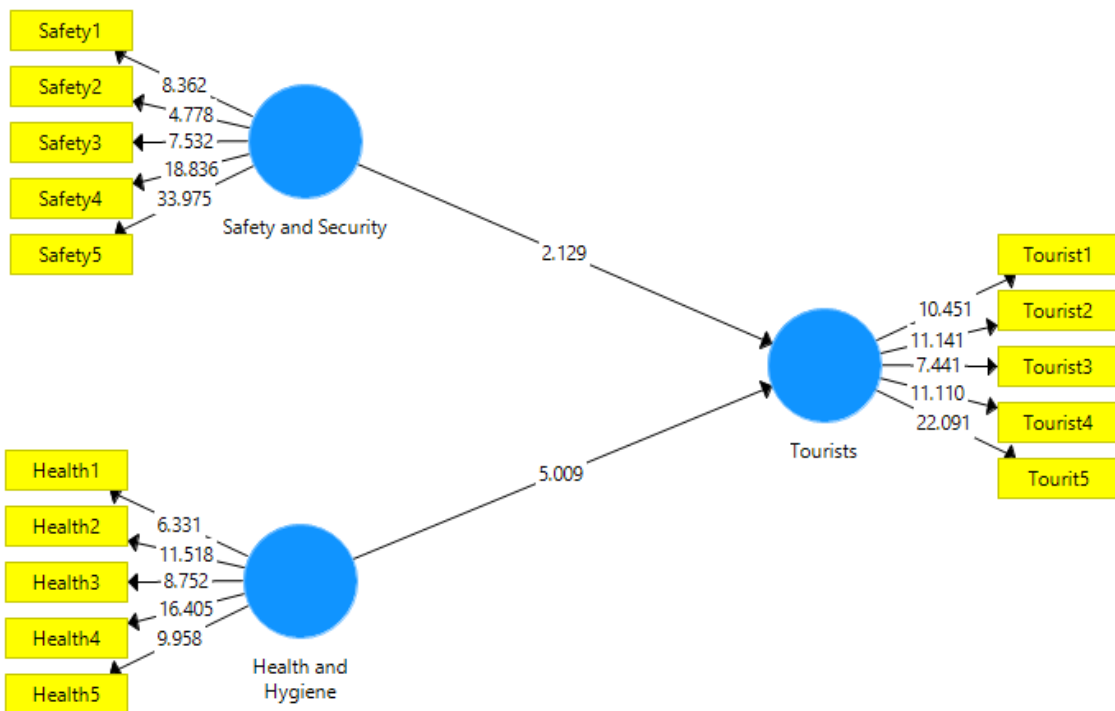 Safety1
8.362
Safety2
4.778
Safety3
7.532
Safety4
18.836
Safety5
33.975
Safety and Security
2.129
Tourist1
10.451
Tourist2
11.141
Tourist3
7.441
Tourist4
11.110
Tourit5
22.091
Tourists
5.009
Health1
6.331
Health2
11.518
Health3
8.752
Health4
16.405
Health5
9.958
Health and
Hygiene